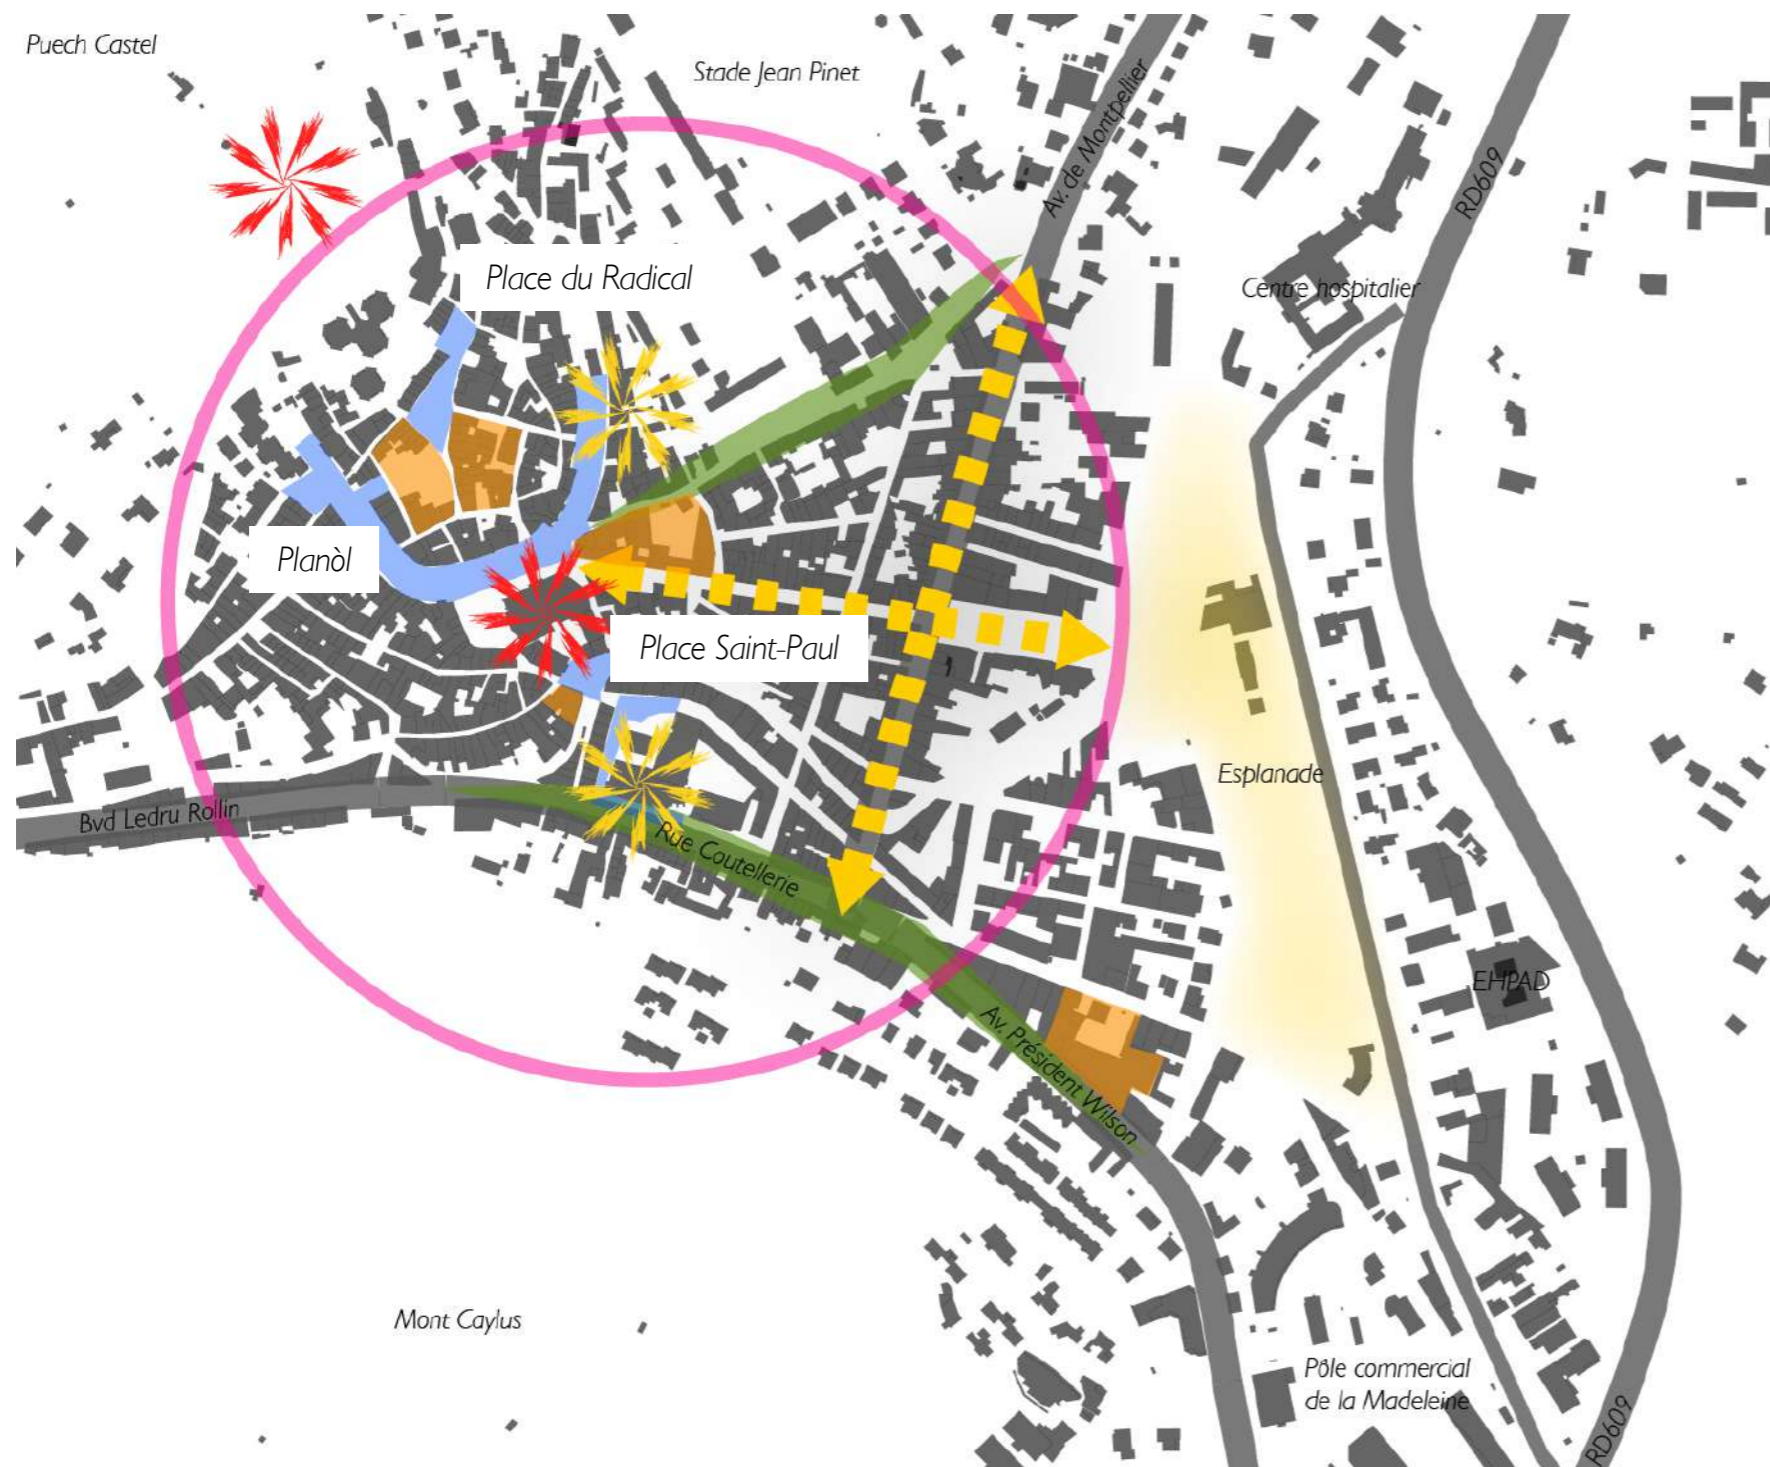 Puech Castel
Stade Jean Pinet
Av. de Montpellier
RD609
Place du Radical
Centre hospitalier
Planòl
Place Saint-Paul
Esplanade
Bvd Ledru Rollin
Rue Coutellerie
EHPAD
Av. Président Wilson
Mont Caylus
Pôle commercial
de la Madeleine
RD609